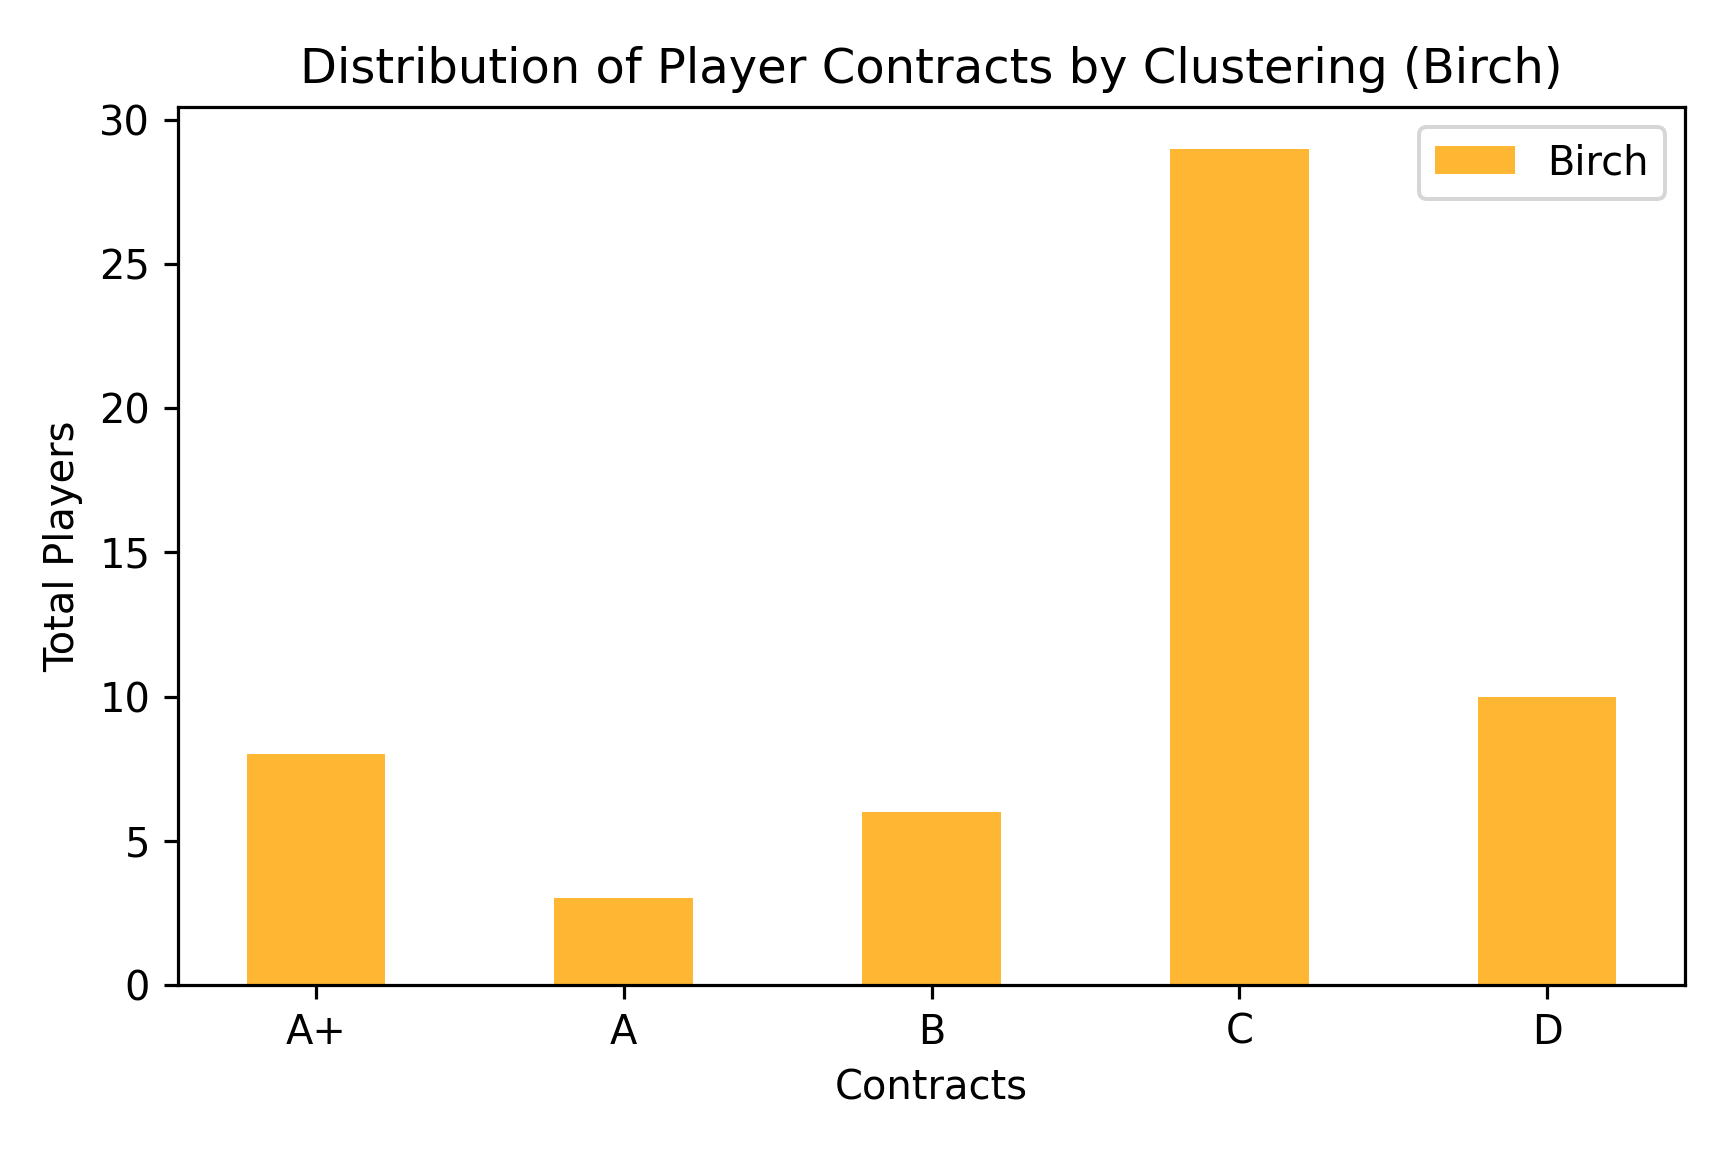 Distribution of Player Contracts by Clustering (Birch)
30
25
20
15
10
5
0
Total Players
Birch
A+ A B C D
Contracts